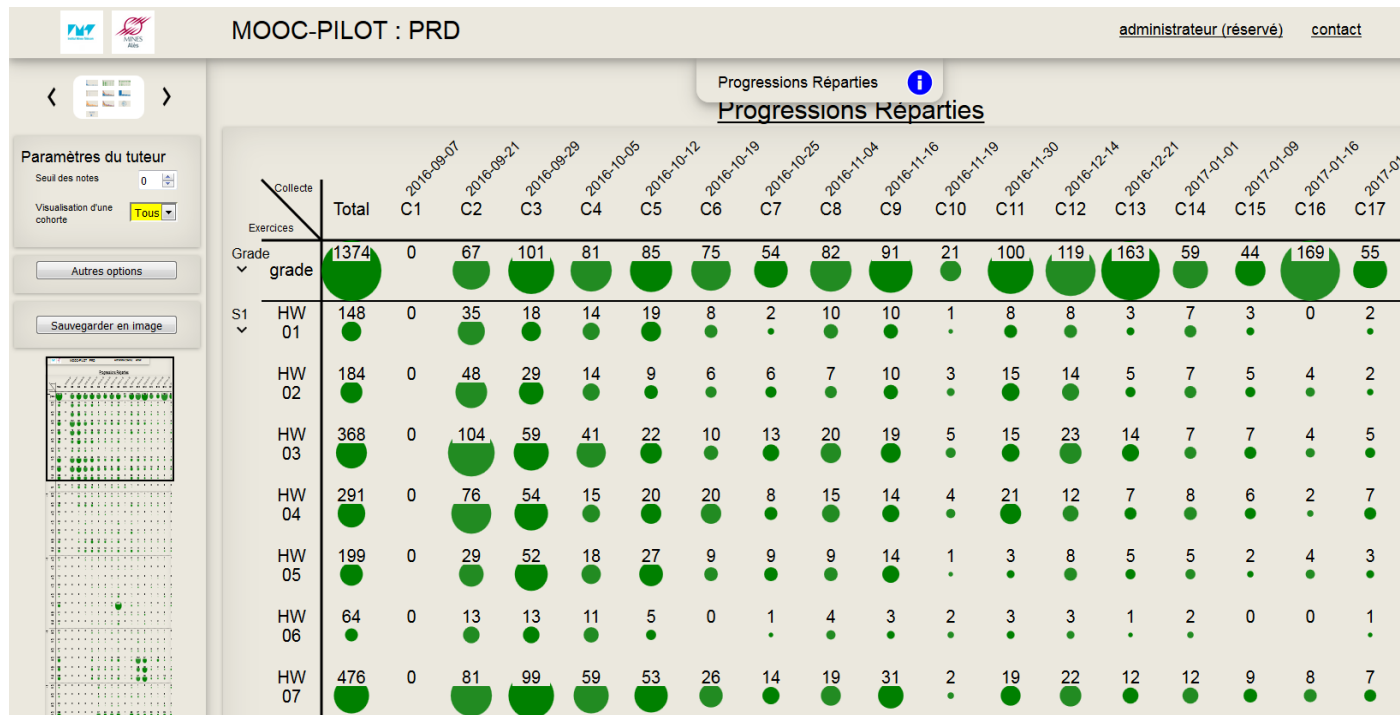 MINES
Alès
MOOC-PILOT : PRD
administrateur (réservé) contact
Progressions Réparties
Progressions Réparties
Paramètres du tuteur
Seuil des notes 0
Visualisation d'une cohorte Tous
Autres options
Sauvegarder en image
2016-09-07 2016-09-21 2016-09-29 2016-10-05 2016-10-12 2016-10-19 2016-10-25 2016-11-04 2016-11-16 2016-11-19 2016-11-30 2016-12-14 2016-12-21 2017-01-01 2017-01-09 2017-01-16 2017-01
Collecte
Exercices
Total C1 C2 C3 C4 C5 C6 C7 C8 C9 C10 C11 C12 C13 C14 C15 C16 C17
Grade
grade 1374 0 67 101 81 85 75 54 82 91 21 100 119 163 59 44 169 55
S1 HW 01 148 0 35 18 14 19 8 2 10 10 1 8 8 3 7 3 0 2
HW 02 184 0 48 29 14 9 6 6 7 10 3 15 14 5 7 5 4 2
HW 03 368 0 104 59 41 22 10 13 20 19 5 15 23 14 7 7 4 5
HW 04 291 0 76 54 15 20 20 8 15 14 4 21 12 7 8 6 2 7
HW 05 199 0 29 52 18 27 9 9 9 14 1 3 8 5 5 2 4 3
HW 06 64 0 13 13 11 5 0 1 4 3 2 3 3 1 2 0 0 1
HW 07 476 0 81 99 59 53 26 14 19 31 2 19 22 12 12 9 8 7